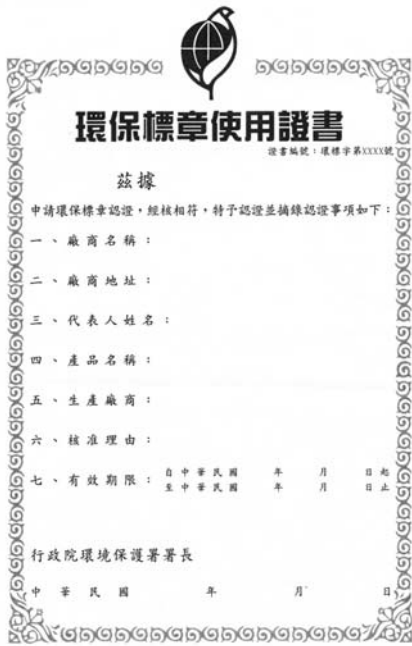 環保標章使用證書
證書編號：環標字第XXXX號
茲據
申請環保標章認證，經核相符，特予認證並摘錄認證事項如下：
一、廠商名稱：
二、廠商地址：
三、代表人姓名：
四、產品名稱：
五、生產廠商：
六、核准理由：
七、有效期限：自中華民國 年 月 日起
至中華民國 年 月 日止
行政院環境保護署署長
中華民國 年 月 日